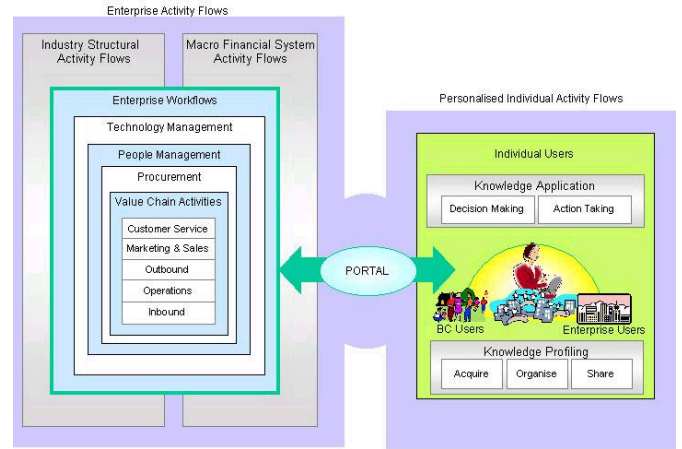 Enterprise Activity Flows
Industry Structural
Activity Flows
Macro Financial System
Activity Flows
Enterprise Workflows
Technology Management
People Management
Procurement
Value Chain Activities
Customer Service
Marketing & Sales
Outbound
Operations
Inbound
PORTAL
Personalised Individual Activity Flows
Individual Users
Knowledge Application
Decision Making
Action Taking
BC Users
Enterprise Users
Knowledge Profiling
Acquire
Organise
Share